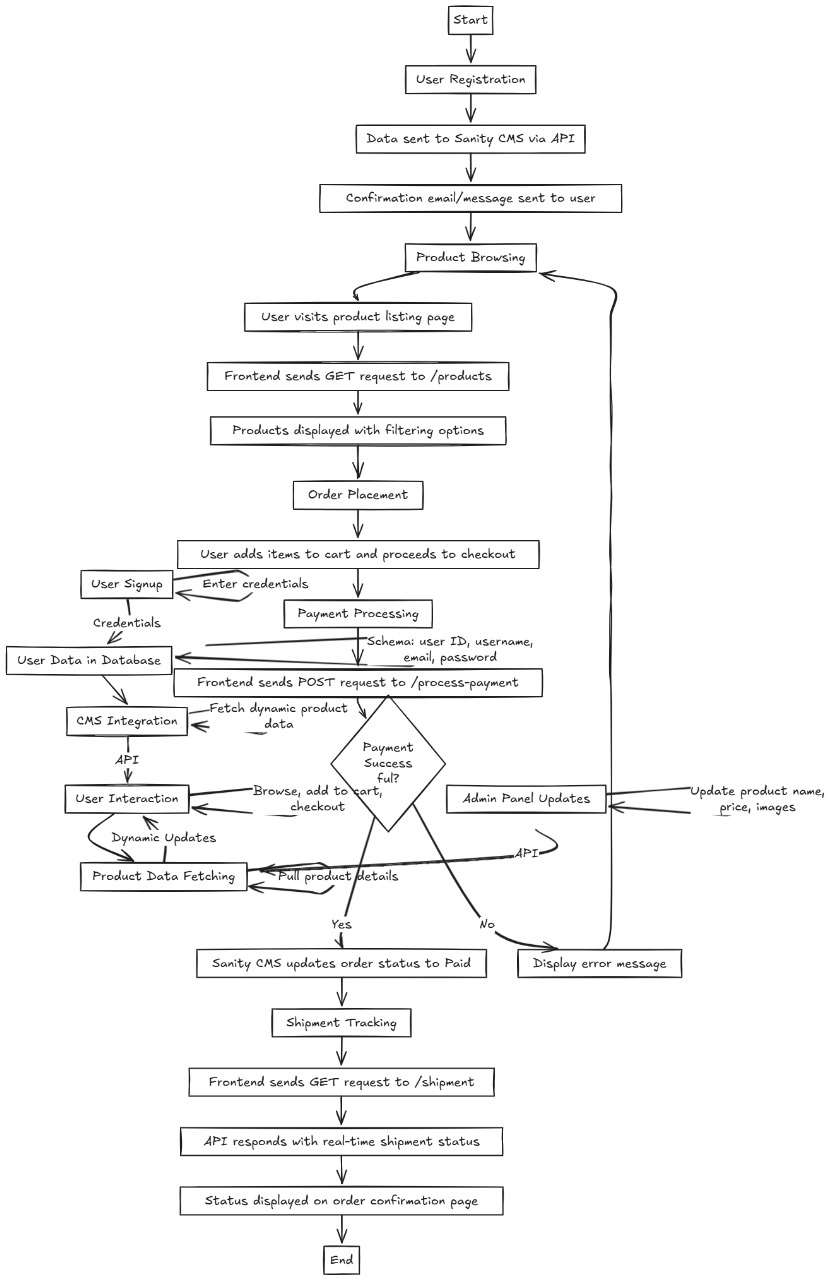 Start
User Registration
Data sent to Sanity CMS via API
Confirmation email/message sent to user
Product Browsing
User visits product listing page
Frontend sends GET request to /products
Products displayed with filtering options
Order Placement
User adds items to cart and proceeds to checkout
User Signup
Enter credentials
Payment Processing
Credentials
Schema: user ID, username,
email, password
User Data in Database
Frontend sends POST request to /process-payment
Fetch dynamic product
data
CMS Integration
Payment
Success
ful?
API
User Interaction
Browse, add to cart,
checkout
Admin Panel Updates
Update product name,
price, images
Dynamic Updates
API
Product Data Fetching
Pull product details
Yes
No
Sanity CMS updates order status to Paid
Display error message
Shipment Tracking
Frontend sends GET request to /shipment
API responds with real-time shipment status
Status displayed on order confirmation page
End